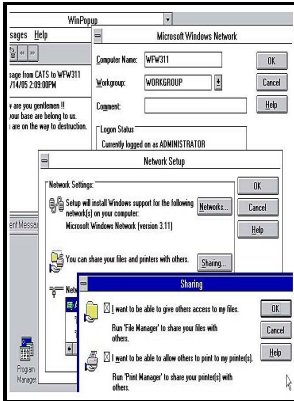 WinPopup
sages Help
sage from CATS to WFW311
/14/05 2:09:00PM
w are you gentlemen !!
your base are belong to us.
are on the way to destruction.
Microsoft Windows Network
Computer Name: WFW311
OK
Workgroup: WORKGROUP
Cancel
Comment:
Help
Logon Status
Currently logged on as ADMINISTRATOR
Network Setup
Network Settings:
Setup will install Windows support for the following
network(s) on your computer:
Microsoft Windows Network (version 3.11)
Networks...
OK
Cancel
Help
You can share your files and printers with others.
Sharing...
ent Messa
Netw
Program
Manager
Sharing
I want to be able to give others access to my files.
Run 'File Manager' to share your files with
others.
I want to be able to allow others to print to my printer(s).
Run 'Print Manager' to share your printer(s) with
others.
OK
Cancel
Help